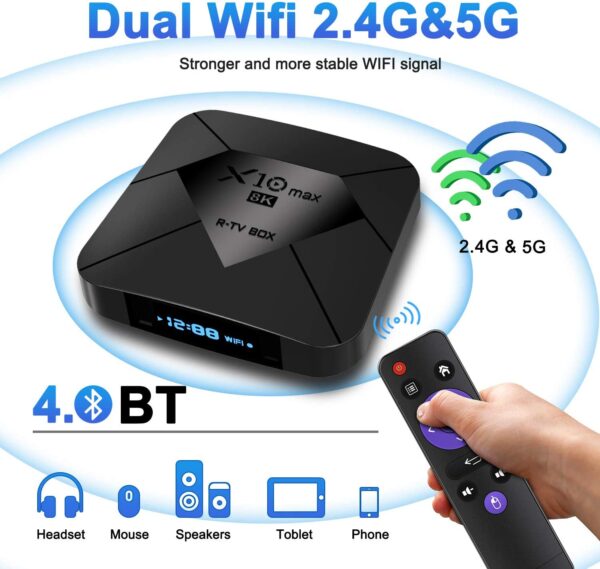 Dual Wifi 2.4G&5G
Stronger and more stable WIFI signal
X10 max
8K
R-TV BOX
2.4G & 5G
12:88 WiFi
4.0 BT
Headset Mouse Speakers Toblet Phone